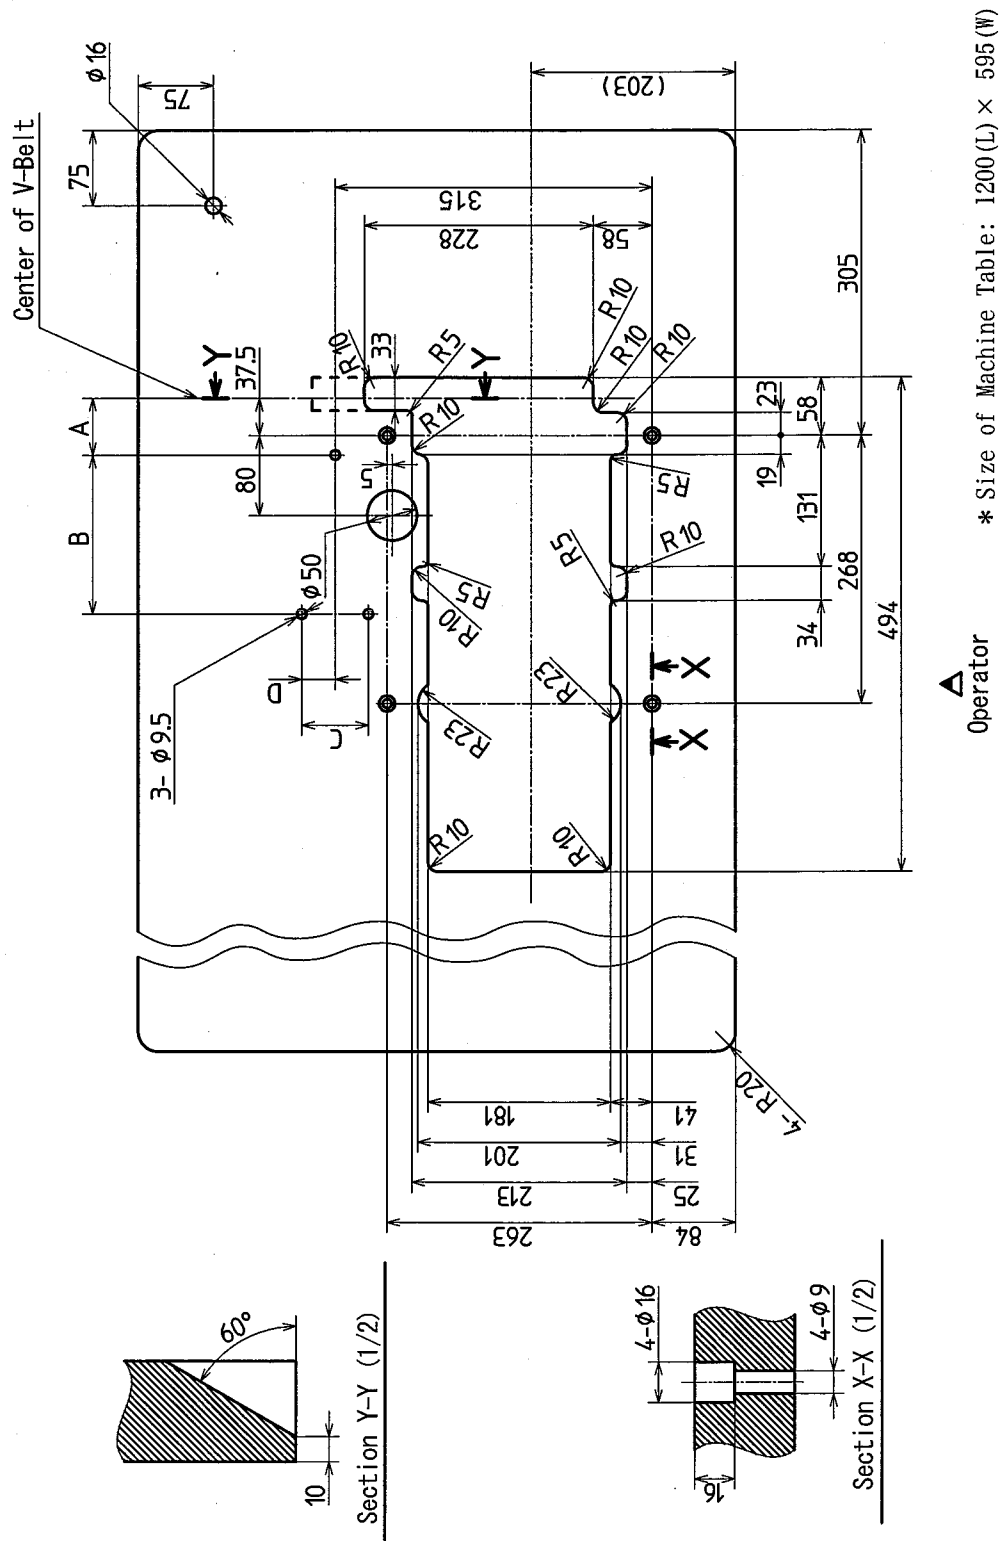 Center of V-Belt
φ16
75
75
A
37.5
Y
B
80
5
φ50
3- φ9.5
D
C
315
228
58
(203)
R10
33
R5
Y
R10
R10
R10
R10
R5
R5
R10
R5
R10
R23
R23
X
X
R10
R10
23
58
19
131
34
305
268
494
181
41
201
31
213
25
263
84
4- R20
60°
10
Section Y-Y (1/2)
4-φ16
4-φ9
16
Section X-X (1/2)
Operator
* Size of Machine Table: 1200(L) × 595(W)